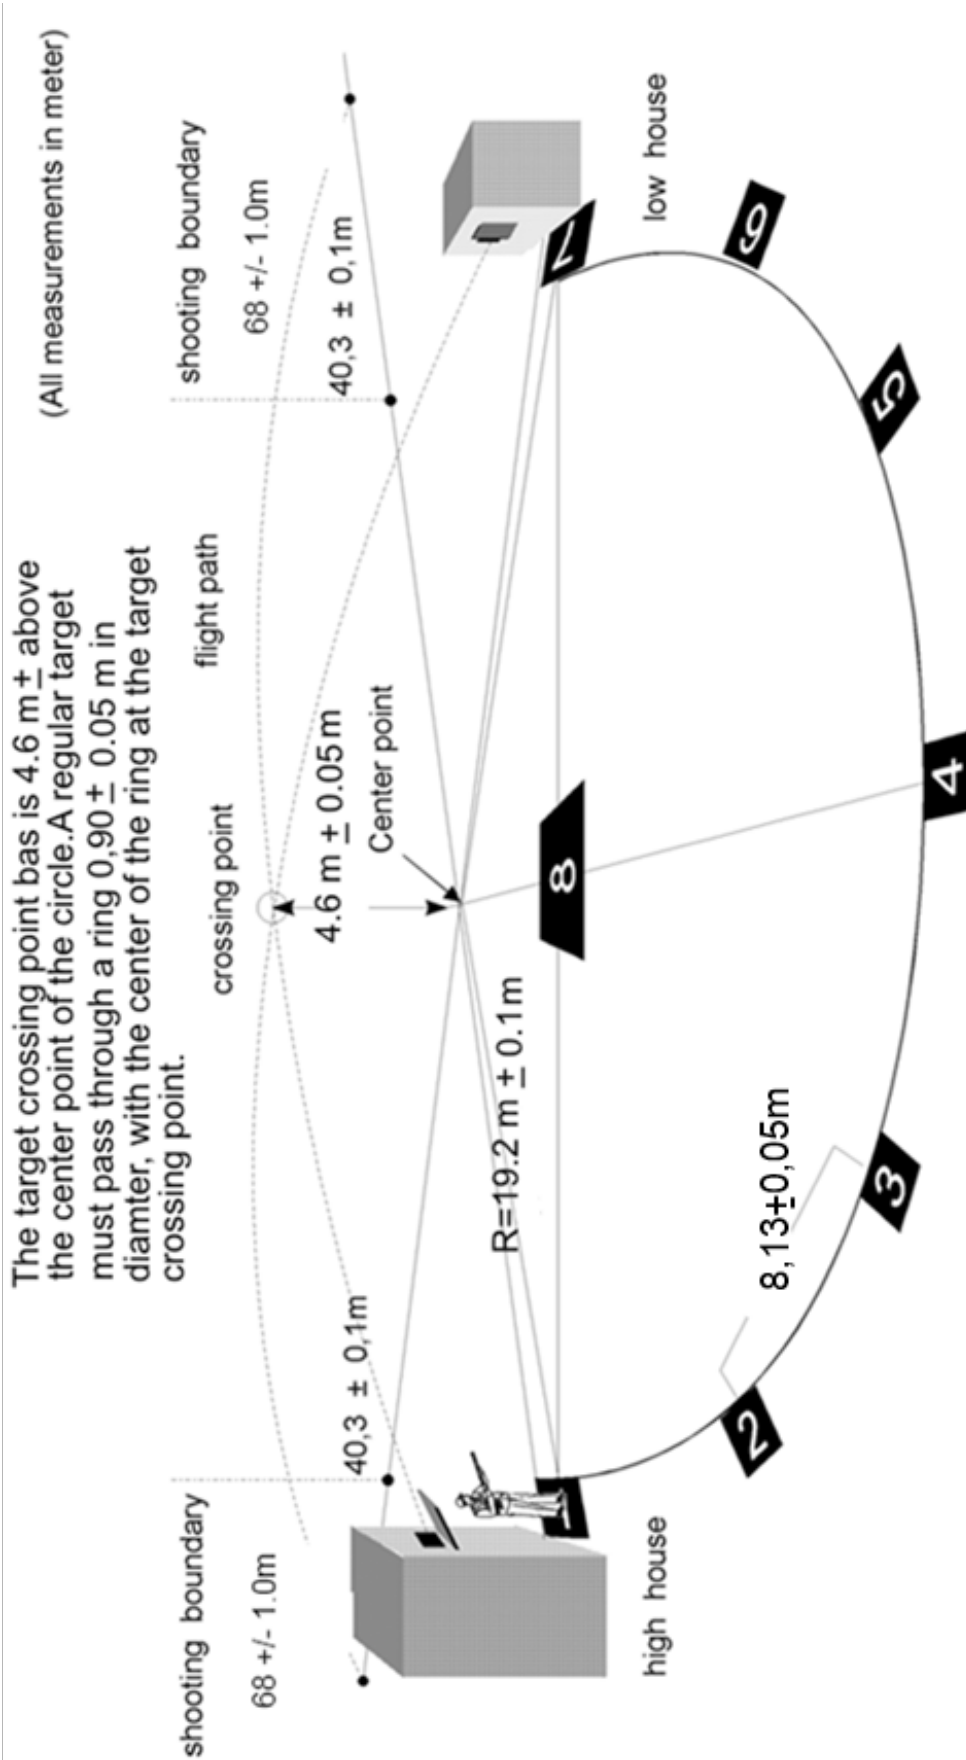 (All measurements in meter)
The target crossing point bas is 4.6 m± above
the center point of the circle.A regular target
must pass through a ring 0,90± 0.05 m in
diamter, with the center of the ring at the target
crossing point.
shooting boundary
68 +/- 1.0m
40,3 ± 0,1m
crossing point
flight path
4.6 m ± 0.05 m
Center point
shooting boundary
68 +/- 1.0m
40,3 ± 0,1m
R=19.2 m ± 0.1m
8
high house
1
2
8,13±0,05m
3
4
5
6
7
low house